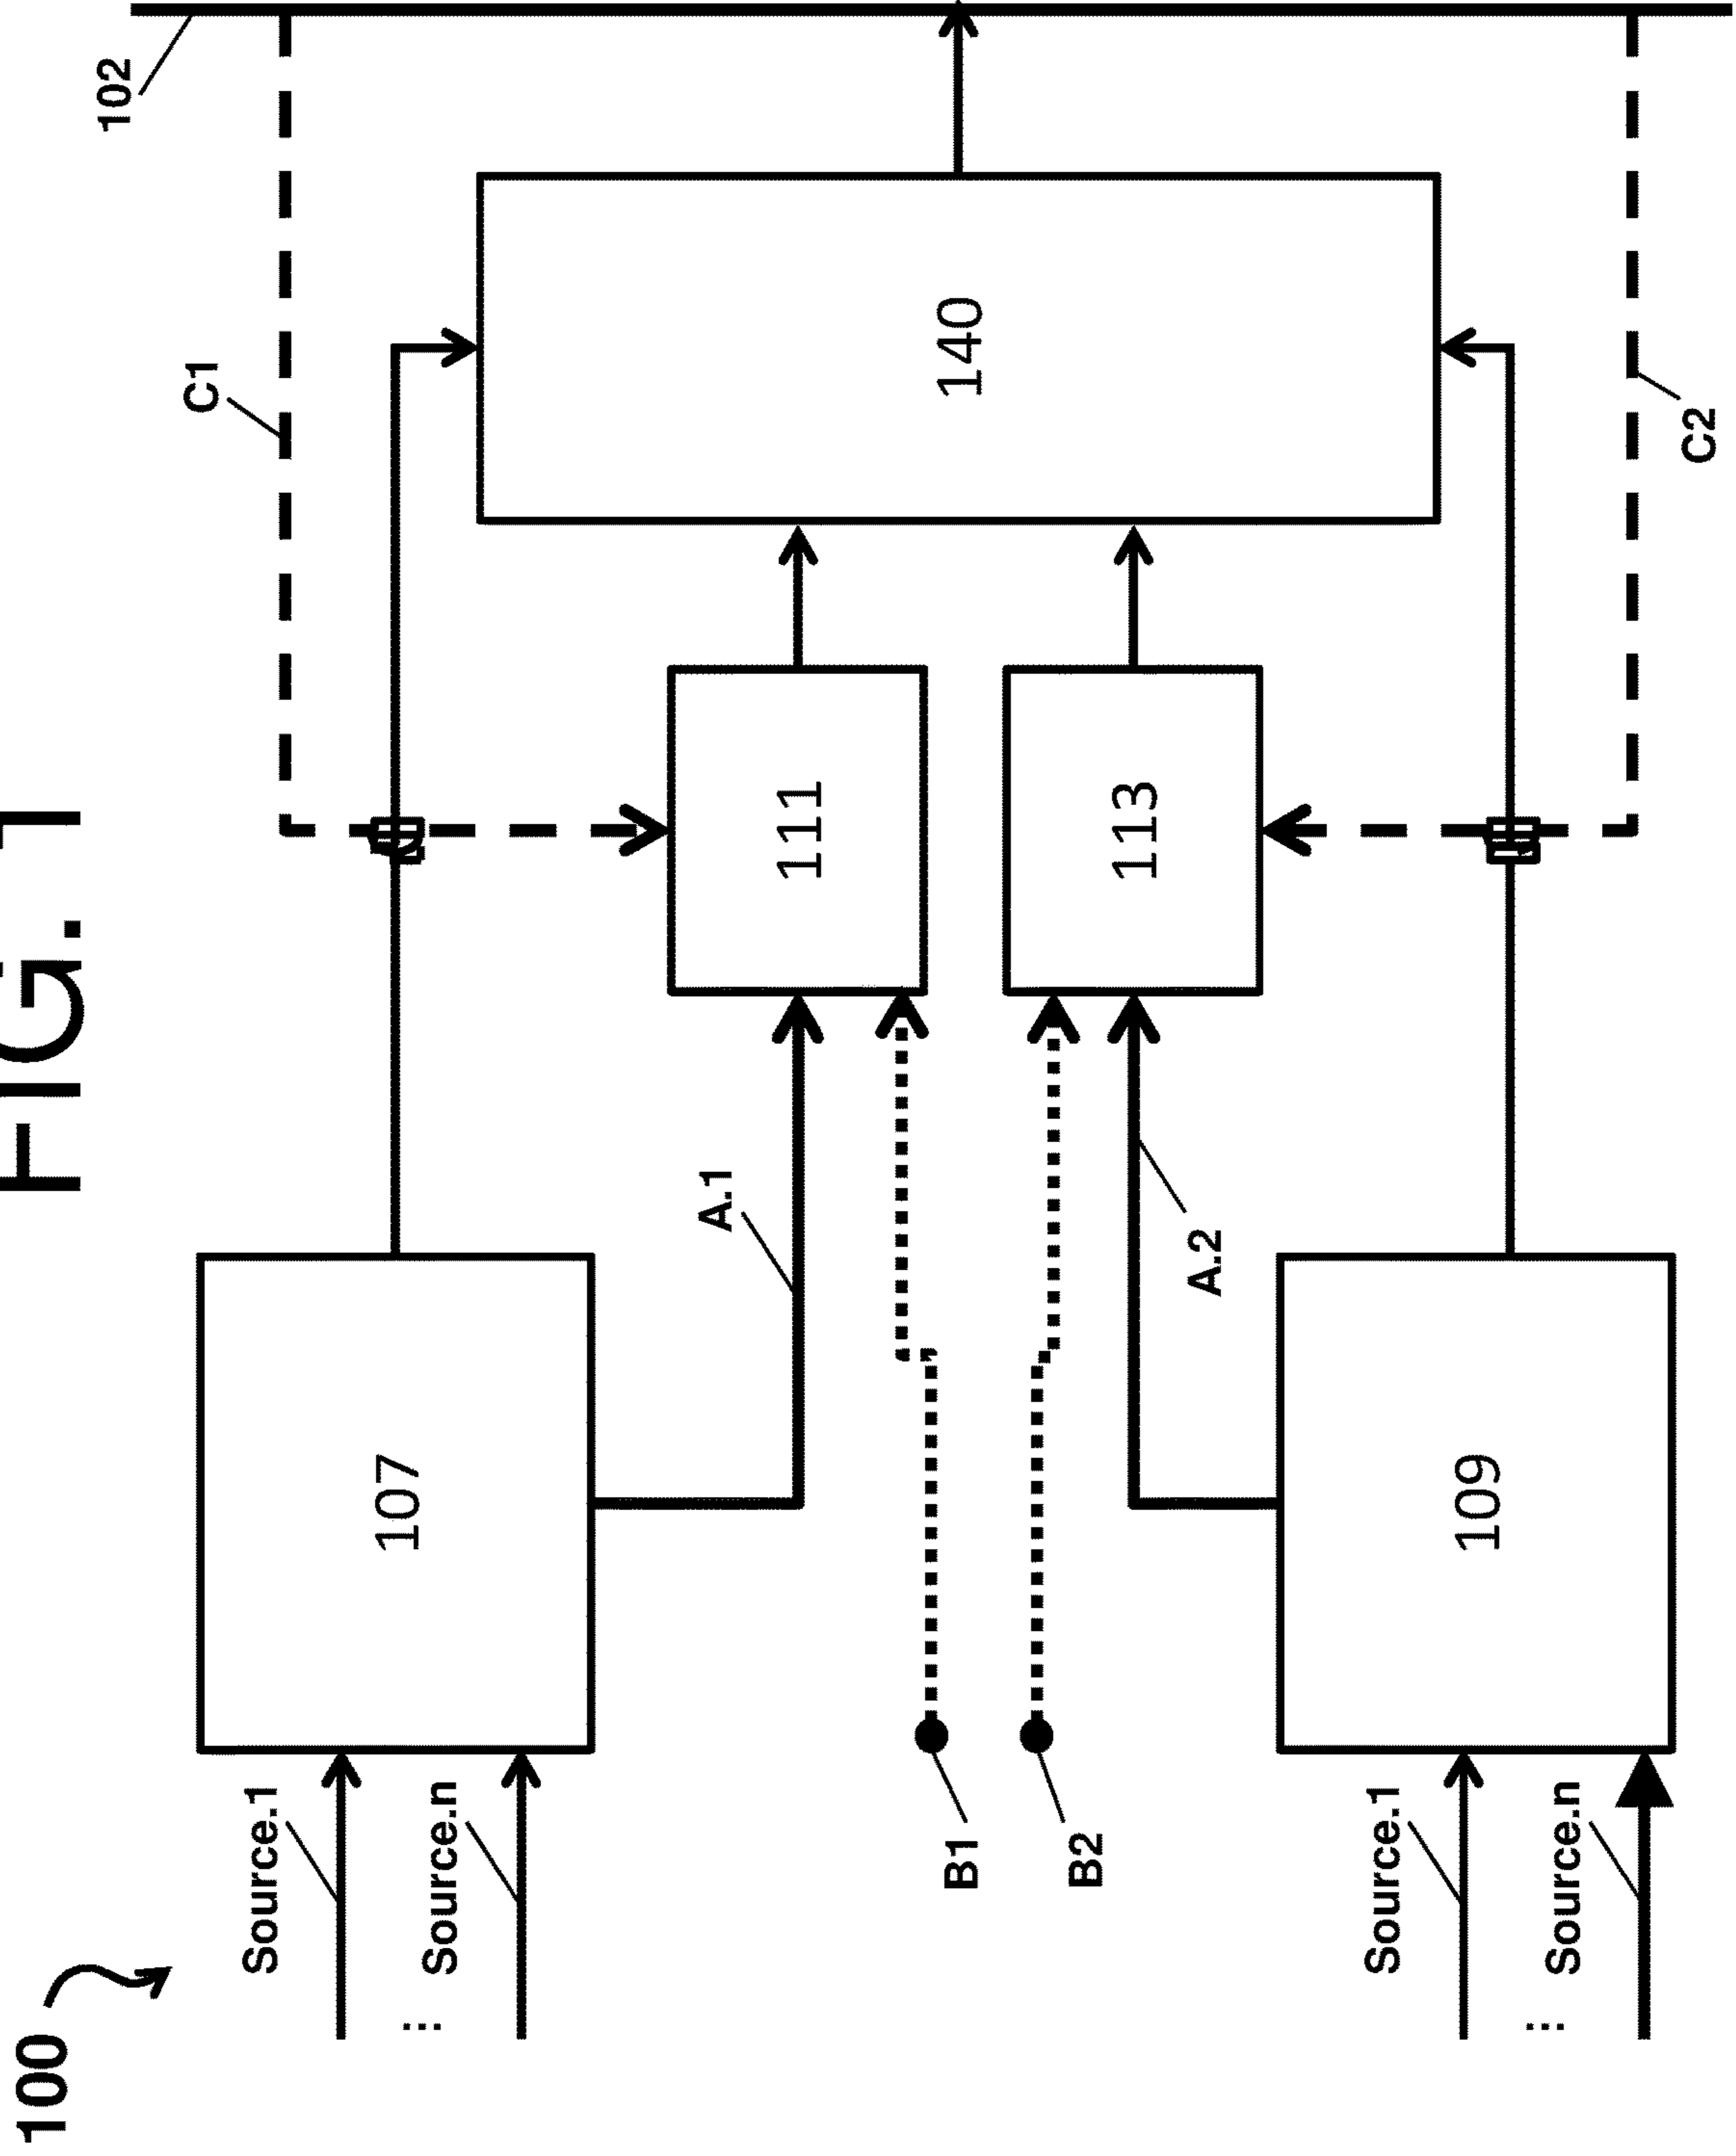 FIG. 1
100
102
C1
Source.1
...
Source.n
107
140
A.1
111
B1
B2
113
A.2
Source.1
...
Source.n
109
C2